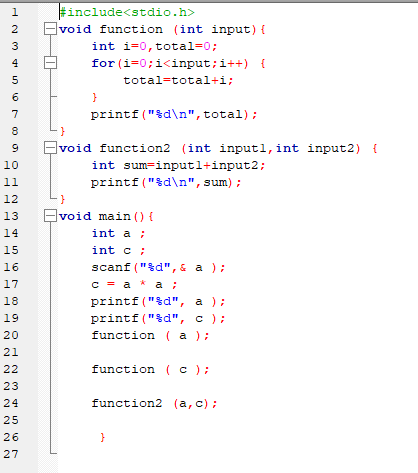 1 #include<stdio.h>
2 void function (int input){
3 int i=0,total=0;
4 for(i=0;i<input;i++) {
5 total=total+i;
6 }
7 printf("%d\n",total);
8 }
9 void function2 (int input1,int input2) {
10 int sum=input1+input2;
11 printf("%d\n",sum);
12 }
13 void main(){
14 int a ;
15 int c ;
16 scanf("%d",& a );
17 c = a * a ;
18 printf("%d", a );
19 printf("%d", c );
20 function ( a );
21
22 function ( c );
23
24 function2 (a,c);
25
26 }
27